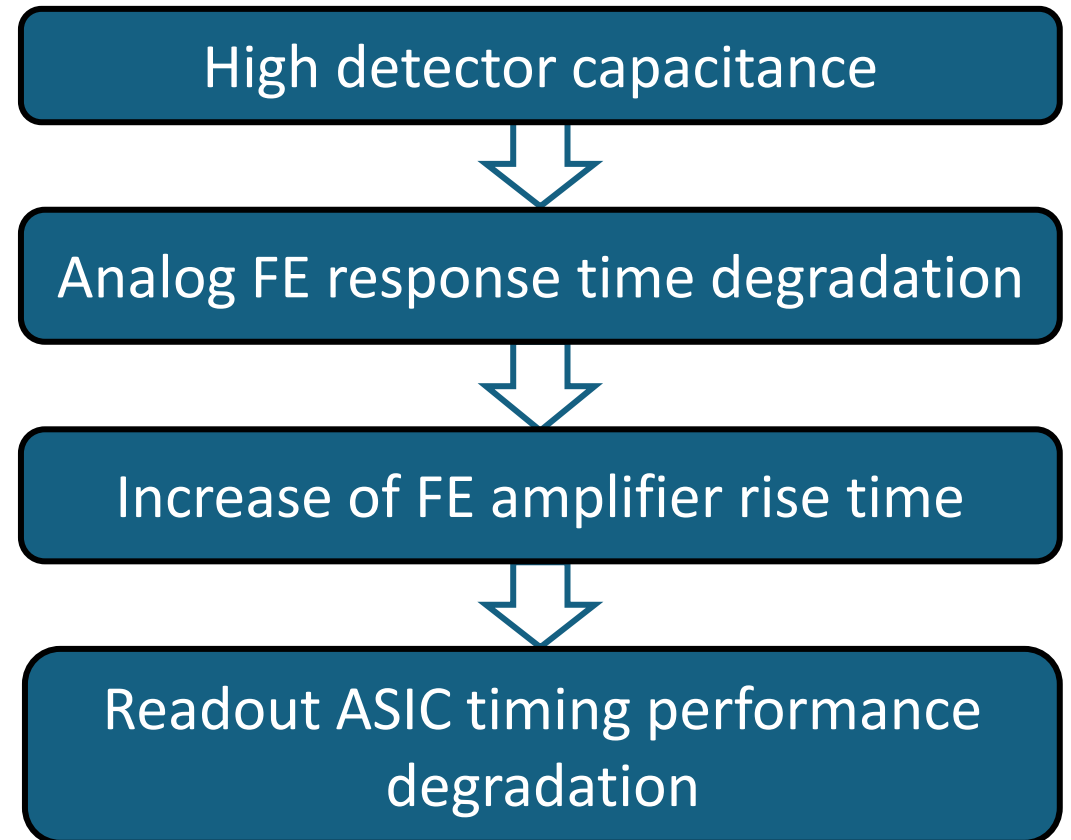 High detector capacitance
Analog FE response time degradation
Increase of FE amplifier rise time
Readout ASIC timing performance
degradation